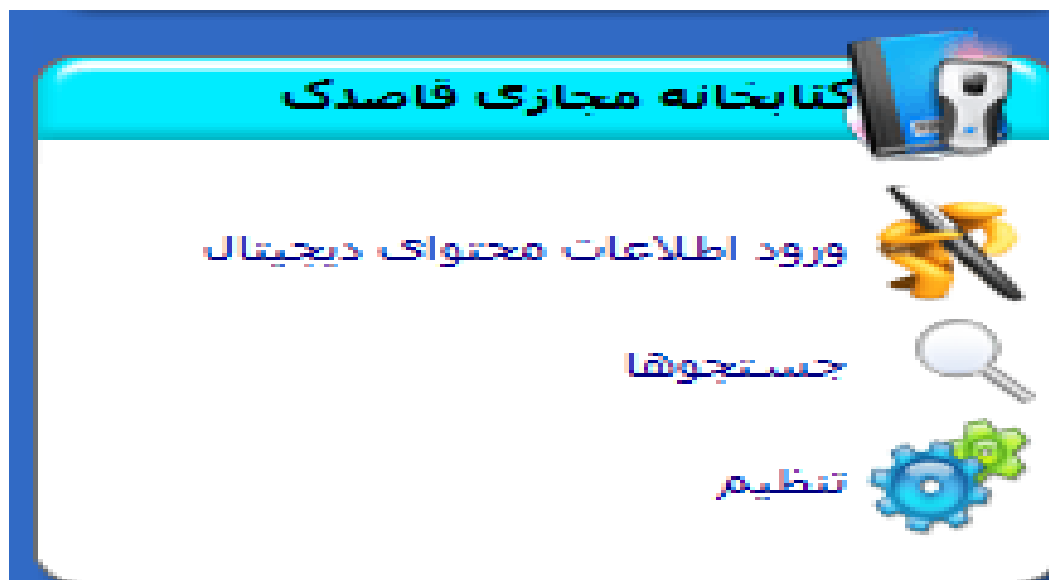 کتابخانه مجازی قاصدک
ورود اطلاعات محتوای دیجیتال
جستجوها
تنظیم